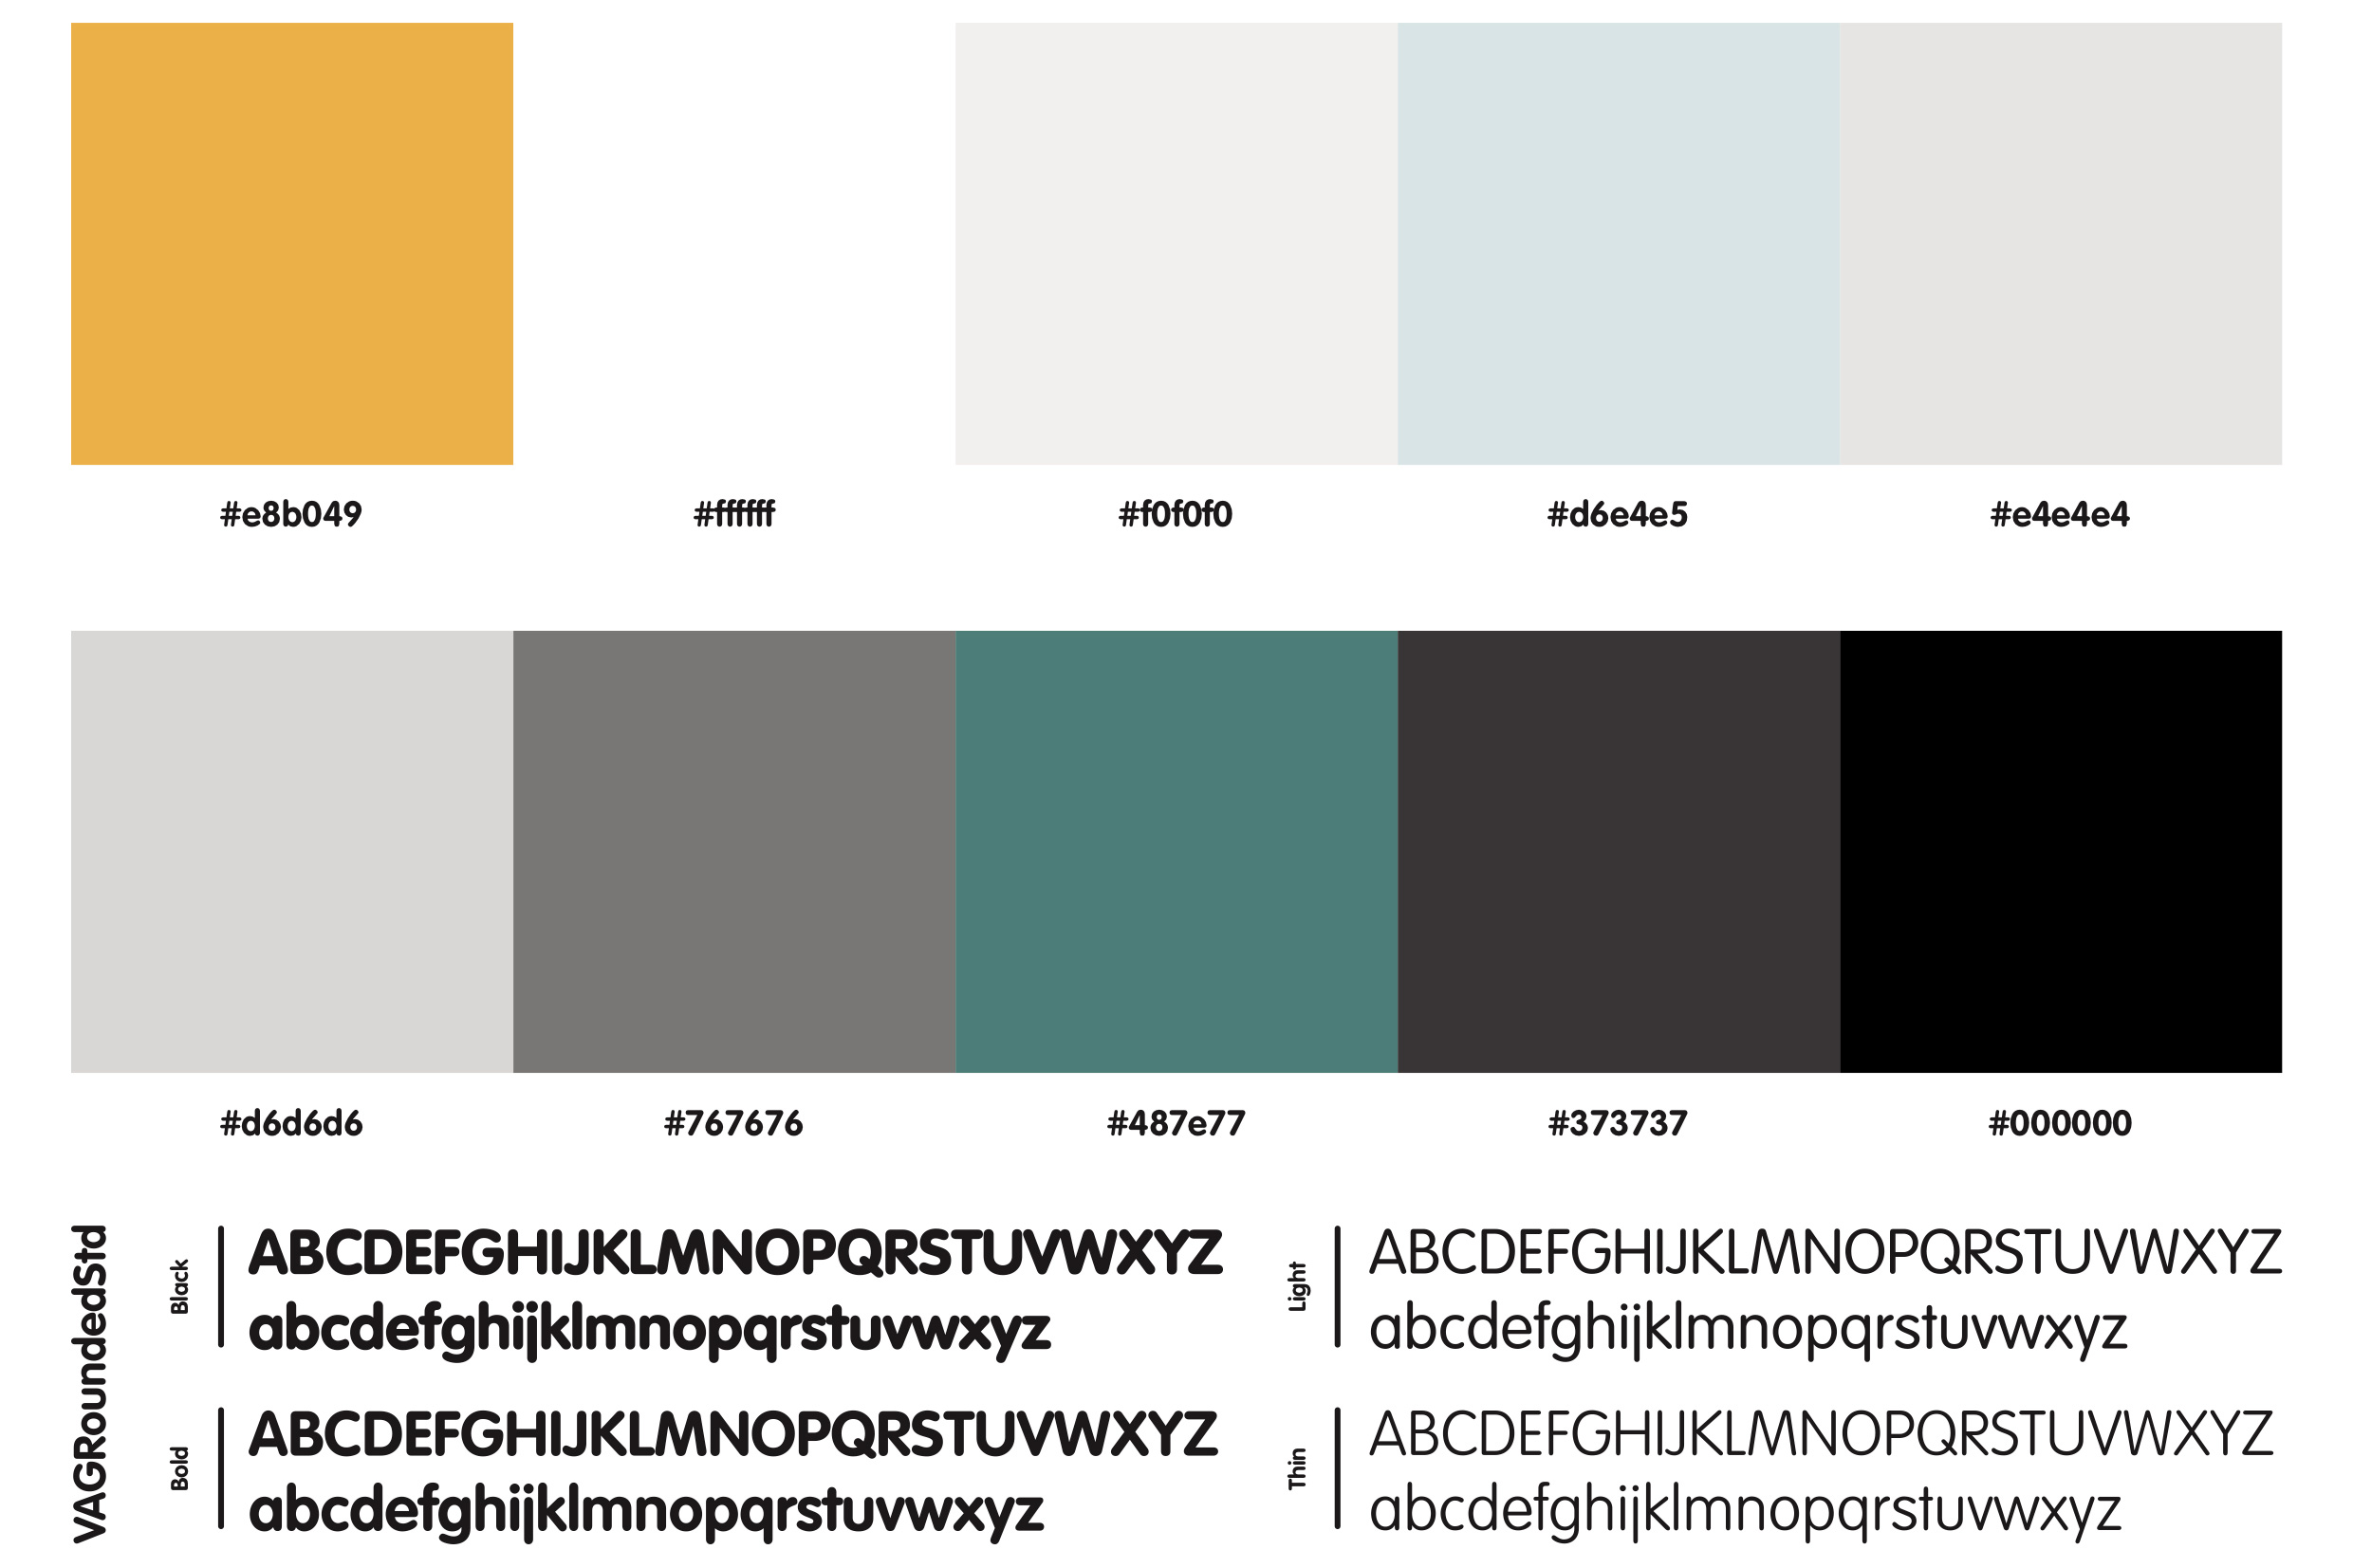 #e8b049
#ffffff
#f0ff0
#d6e4e5
#e4e4e4
#d6d6d6
#767676
#487e77
#373737
#000000
VAGRoundedstd
Black
ABCDEFGHIJKLMNOPQRSTUVWXYZ
abcdefghijklmnopqrstuvwxyz
Bold
ABCDEFGHIJKLMNOPQRSTUVWXYZ
abcdefghijklmnopqrstuvwxyz
Light
ABCDEFGHIJKLMNOPQRSTUVWXYZ
abcdefghijklmnopqrstuvwxyz
Thin
ABCDEFGHIJKLMNOPQRSTUVWXYZ
abcdefghijklmnopqrstuvwxyz